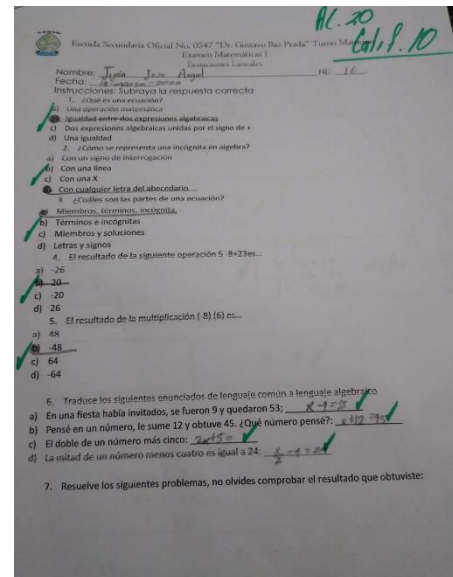 AC. 20
Calif. 10
Escuela Secundaria Oficial No. 0547 "Dr. Gustavo Baz Prada" Turno
Examen Matemáticas I
Ecuaciones Lineales
Nombre: Jose Angel NL: 16
Fecha:
Instrucciones: Subraya la respuesta correcta
1. ¿Qué es una ecuación?
a) Una operación matemática
Igualdad entre dos expresiones algebraicas
c) Dos expresiones algebraicas unidas por el signo de +
d) Una igualdad
2. ¿Cómo se representa una incógnita en algebra?
a) Con un signo de interrogación
b) Con una línea
c) Con una X
Con cualquier letra del abecedario
3. ¿Cuáles son las partes de una ecuación?
Miembros, términos, incógnita,
b) Términos e incógnitas
c) Miembros y soluciones
d) Letras y signos
4. El resultado de la siguiente operación 5 -8+23es...
a) -26
20
c) -20
d) 26
5. El resultado de la multiplicación (-8) (6) es...
a) 48
-48
c) 64
d) -64
6. Traduce los siguientes enunciados de lenguaje común a lenguaje algebraico
a) En una fiesta había invitados, se fueron 9 y quedaron 53;
b) Pensé en un número, le sume 12 y obtuve 45. ¿Qué número pensé?:
c) El doble de un número más cinco: 2x+5=
d) La mitad de un número menos cuatro es igual a 24:
7. Resuelve los siguientes problemas, no olvides comprobar el resultado que obtuviste: